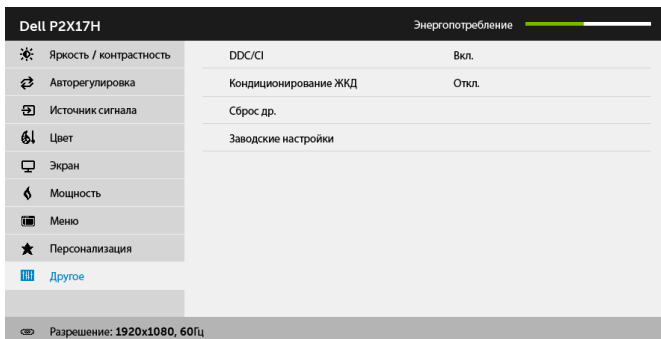 Dell P2X17H Энергопотребление
Яркость / контрастность DDC/CI Вкл.
Авторегулировка Кондиционирование ЖКД Откл.
Источник сигнала Сброс др.
Цвет Заводские настройки
Экран
Мощность
Меню
Персонализация
Другое
Разрешение: 1920x1080, 60Гц